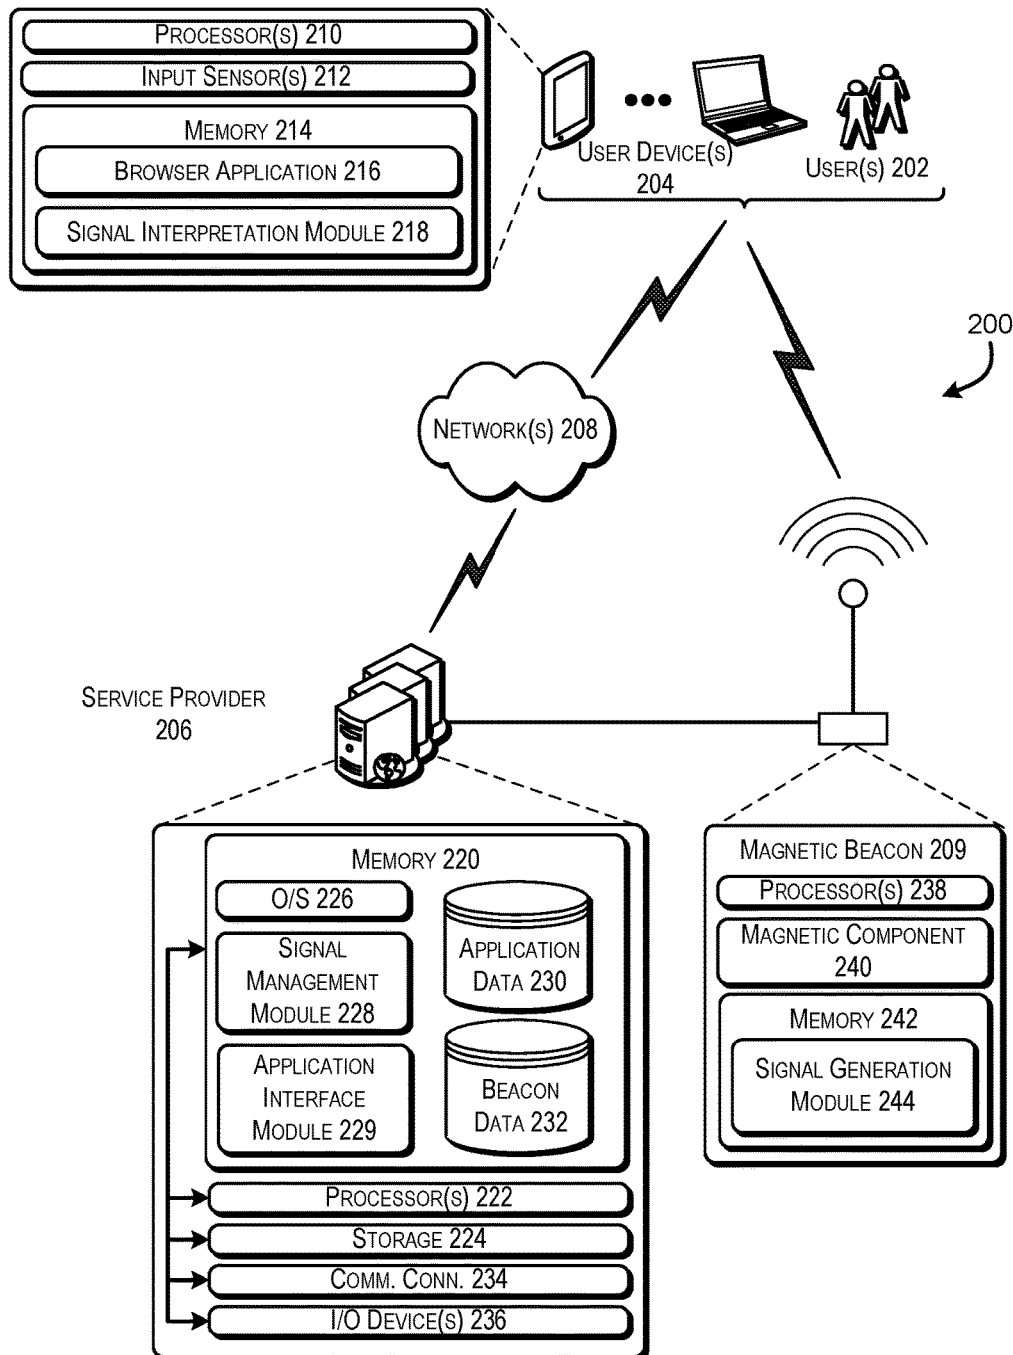 PROCESSOR(S) 210
INPUT SENSOR(S) 212
MEMORY 214
BROWSER APPLICATION 216
SIGNAL INTERPRETATION MODULE 218
USER DEVICE(S)
204
USER(S) 202
200
NETWORK(S) 208
SERVICE PROVIDER
206
MEMORY 220
O/S 226
SIGNAL
MANAGEMENT
MODULE 228
APPLICATION
INTERFACE
MODULE 229
APPLICATION
DATA 230
BEACON
DATA 232
PROCESSOR(S) 222
STORAGE 224
COMM. CONN. 234
I/O DEVICE(S) 236
MAGNETIC BEACON 209
PROCESSOR(S) 238
MAGNETIC COMPONENT
240
MEMORY 242
SIGNAL GENERATION
MODULE 244